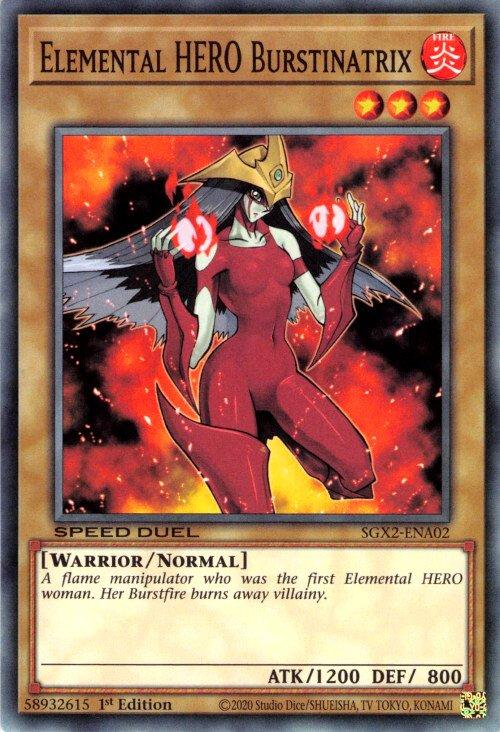 ELEMENTAL HERO BURSTINATRIX
FIRE
炎
SPEED DUEL
SGX2-ENA02
[WARRIOR/NORMAL]
A flame manipulator who was the first Elemental HERO
woman. Her Burstfire burns away villainy.
ATK/1200 DEF/ 800
58932615 1st Edition ©2020 Studio Dice/SHUEISHA, TV TOKYO, KONAMI